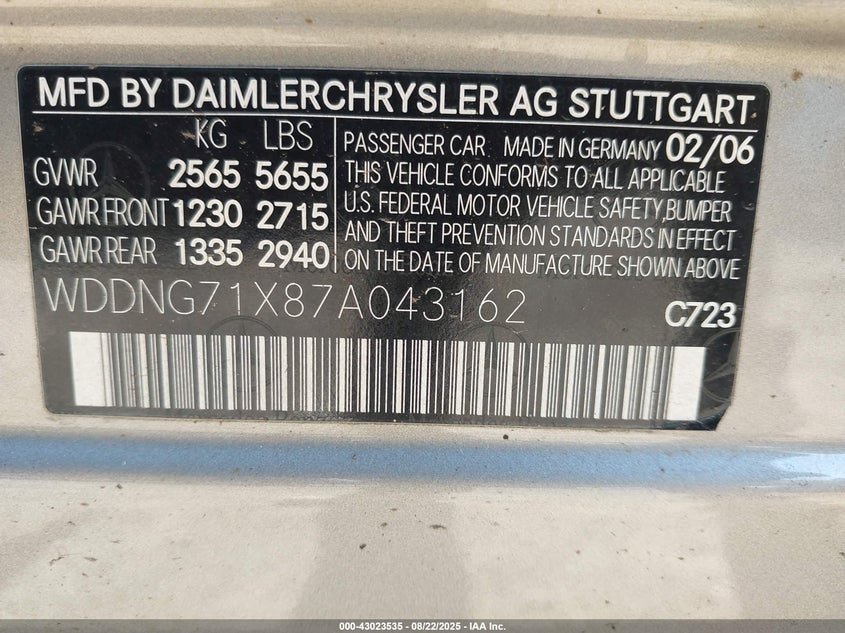 MFD BY DAIMLERCHRYSLER AG STUTTGART
KG LBS
GVWR 2565 5655
GAWR FRONT 1230 2715
GAWR REAR 1335 2940
PASSENGER CAR MADE IN GERMANY 02/06
THIS VEHICLE CONFORMS TO ALL APPLICABLE
U.S. FEDERAL MOTOR VEHICLE SAFETY,BUMPER
AND THEFT PREVENTION STANDARDS IN EFFECT
ON THE DATE OF MANUFACTURE SHOWN ABOVE
WDDNG71X87A043162
C723
000-43023535 - 08/22/2025 - IAA Inc.